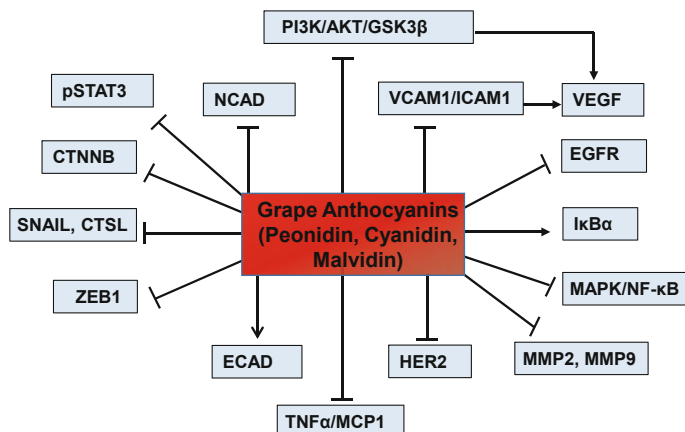 PI3K/AKT/GSK3β
pSTAT3
NCAD
VCAM1/ICAM1
VEGF
CTNNB
EGFR
Grape Anthocyanins
(Peonidin, Cyanidin,
Malvidin)
SNAIL, CTSL
IκBα
ZEB1
MAPK/NF-κB
ECAD
HER2
MMP2, MMP9
TNFα/MCP1